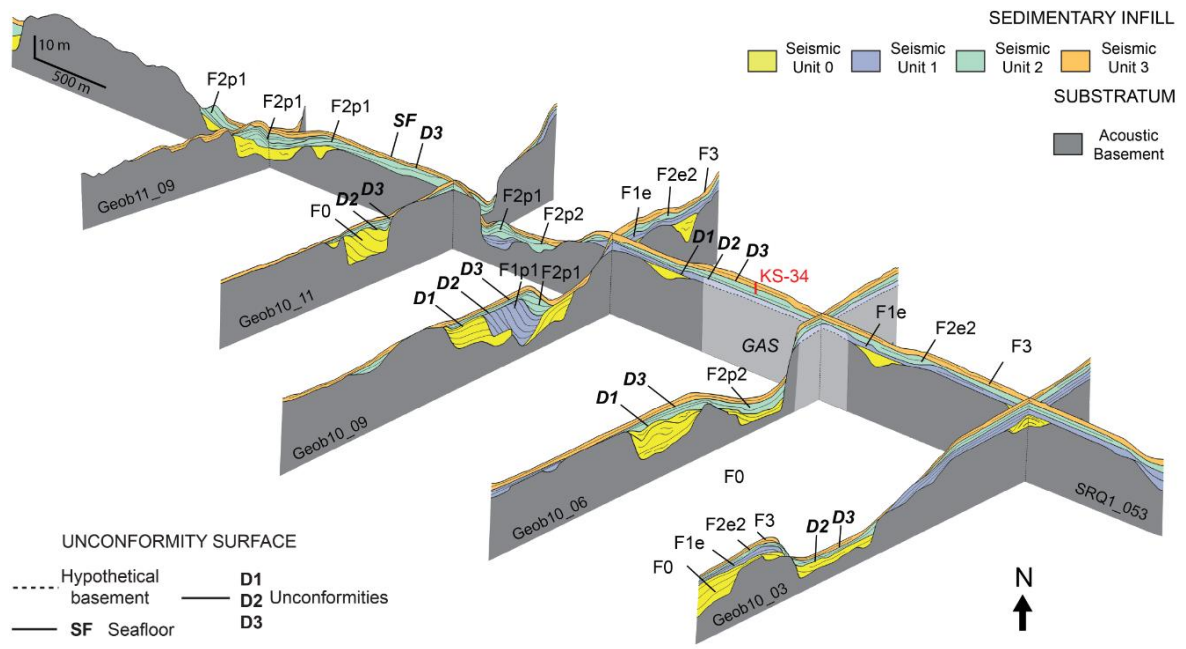 SEDIMENTARY INFILL
Seismic Unit 0
Seismic Unit 1
Seismic Unit 2
Seismic Unit 3
SUBSTRATUM
Acoustic Basement
10 m
500 m
F2p1
F2p1
F2p1
SF
D3
Geob11_09
D2
D3
F0
F2p1
F2p2
F1e
F2e2
F3
Geob10_11
D1
D2
D3
KS-34
D3
F1p1
F2p1
D2
D1
GAS
F1e
F2e2
F3
Geob10_09
D3
F2p2
D1
Geob10_06
F0
SRQ1_053
F3
F2e2
D2
D3
F1e
F0
Geob10_03
UNCONFORMITY SURFACE
Hypothetical basement
D1
D2
D3
Unconformities
SF
Seafloor
N